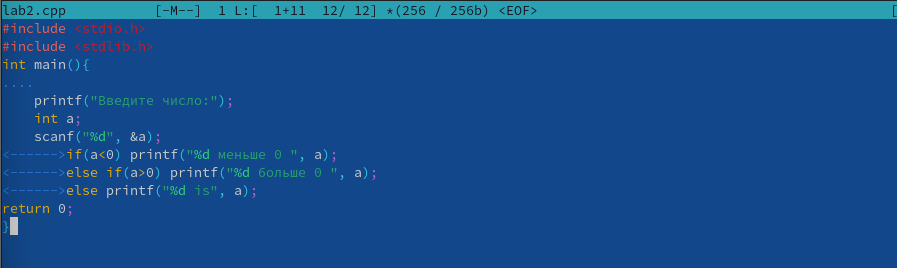 lab2.cpp [-M--] 1 L:[ 1+11 12/ 12] *(256 / 256b) <EOF> [
#include <stdio.h>
#include <stdlib.h>
int main(){
....
    printf("Введите число:");
    int a;
    scanf("%d", &a);
<------>if(a<0) printf("%d меньше 0 ", a);
<------>else if(a>0) printf("%d больше 0 ", a);
<------>else printf("%d is", a);
return 0;
}